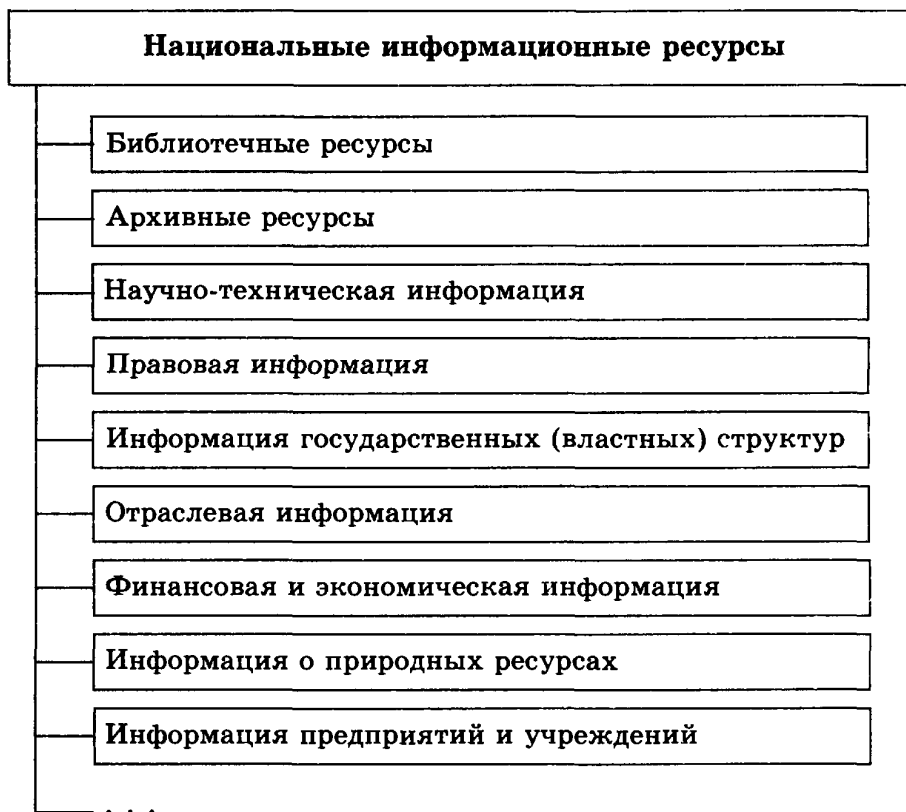 Национальные информационные ресурсы
Библиотечные ресурсы
Архивные ресурсы
Научно-техническая информация
Правовая информация
Информация государственных (властных) структур
Отраслевая информация
Финансовая и экономическая информация
Информация о природных ресурсах
Информация предприятий и учреждений
...